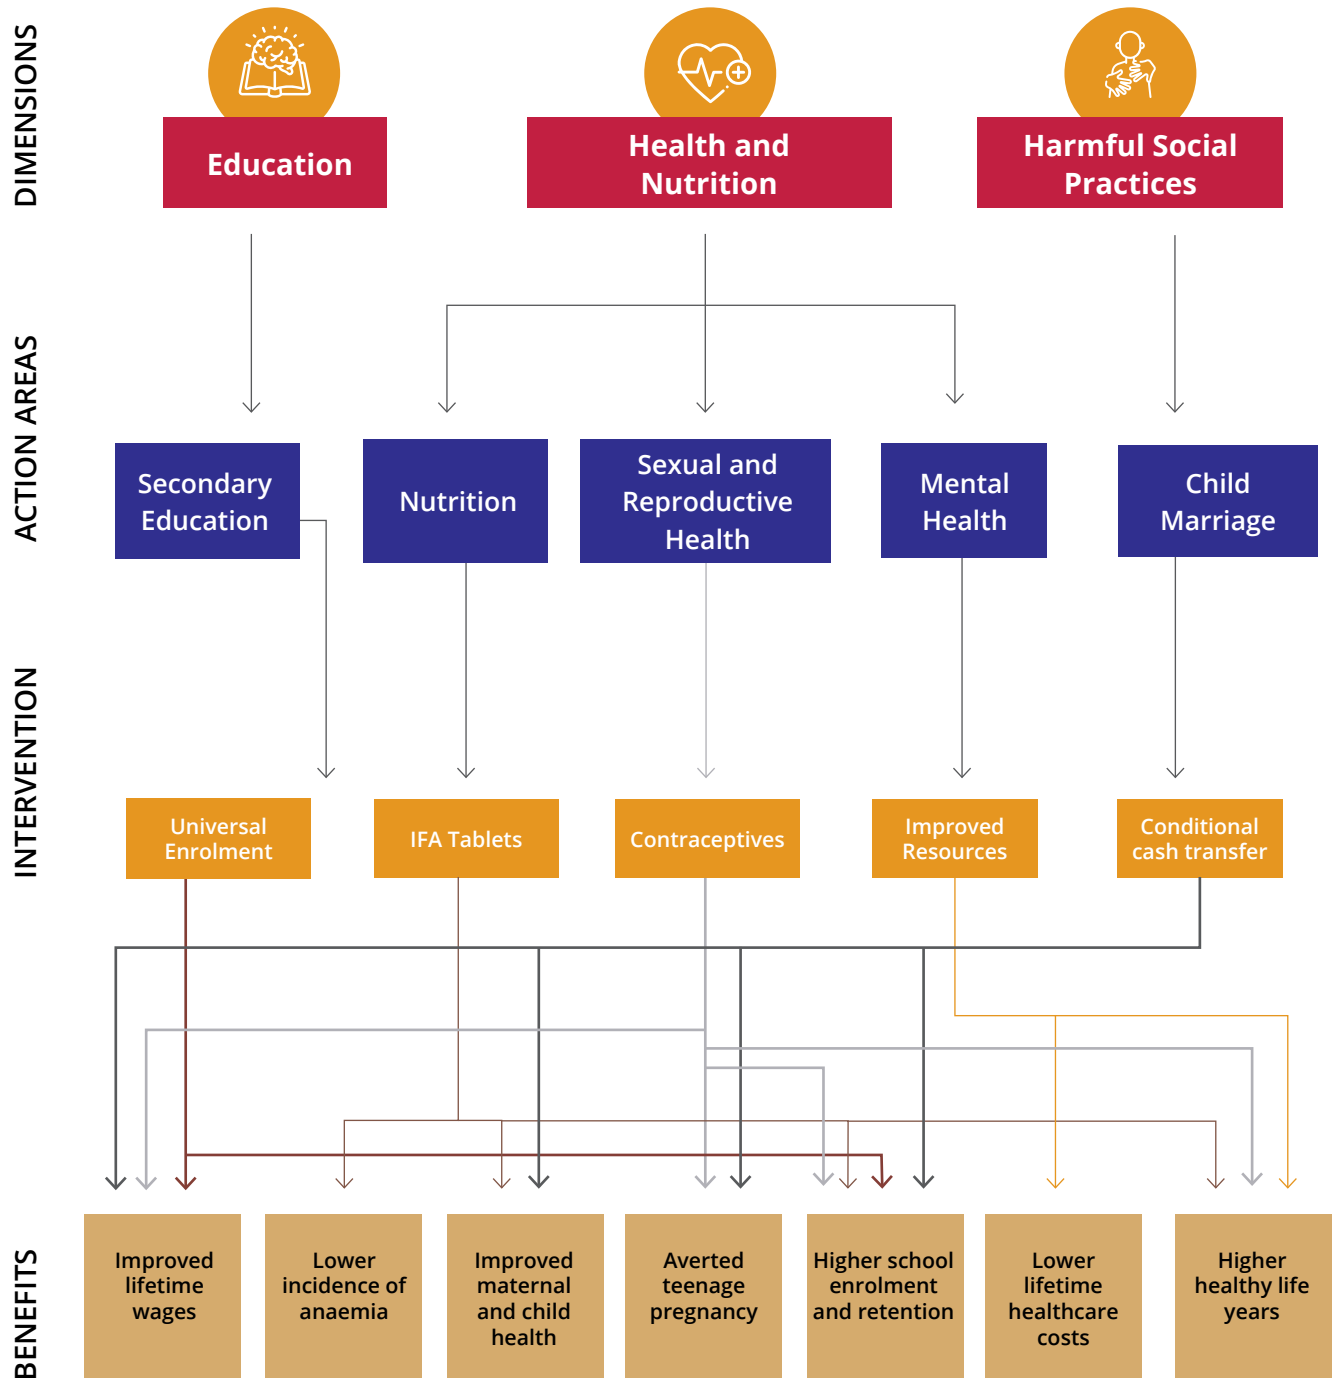 DIMENSIONS
Education
Health and
Nutrition
Harmful Social
Practices
ACTION AREAS
Secondary
Education
Nutrition
Sexual and
Reproductive
Health
Mental
Health
Child
Marriage
INTERVENTION
Universal
Enrolment
IFA Tablets
Contraceptives
Improved
Resources
Conditional
cash transfer
BENEFITS
Improved
lifetime
wages
Lower
incidence of
anaemia
Improved
maternal
and child
health
Averted
teenage
pregnancy
Higher school
enrolment
and retention
Lower
lifetime
healthcare
costs
Higher
healthy life
years